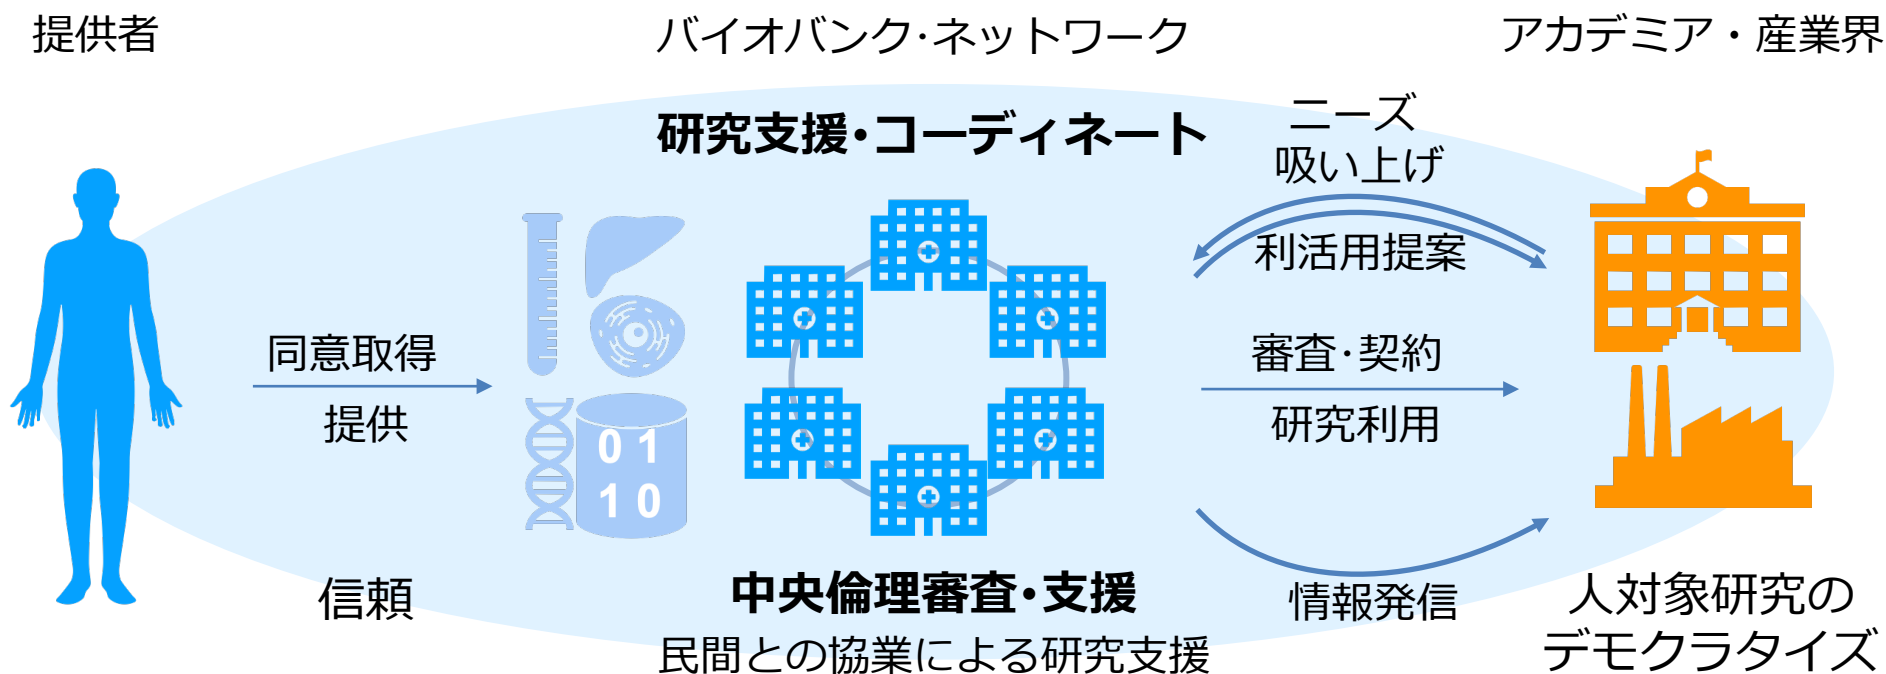 提供者
バイオバンク・ネットワーク
アカデミア・産業界
研究支援・コーディネート
ニーズ
吸い上げ
利活用提案
同意取得
提供
審査・契約
研究利用
0 1
1 0
信頼
中央倫理審査・支援
民間との協業による研究支援
情報発信
人対象研究の
デモクラタイズ